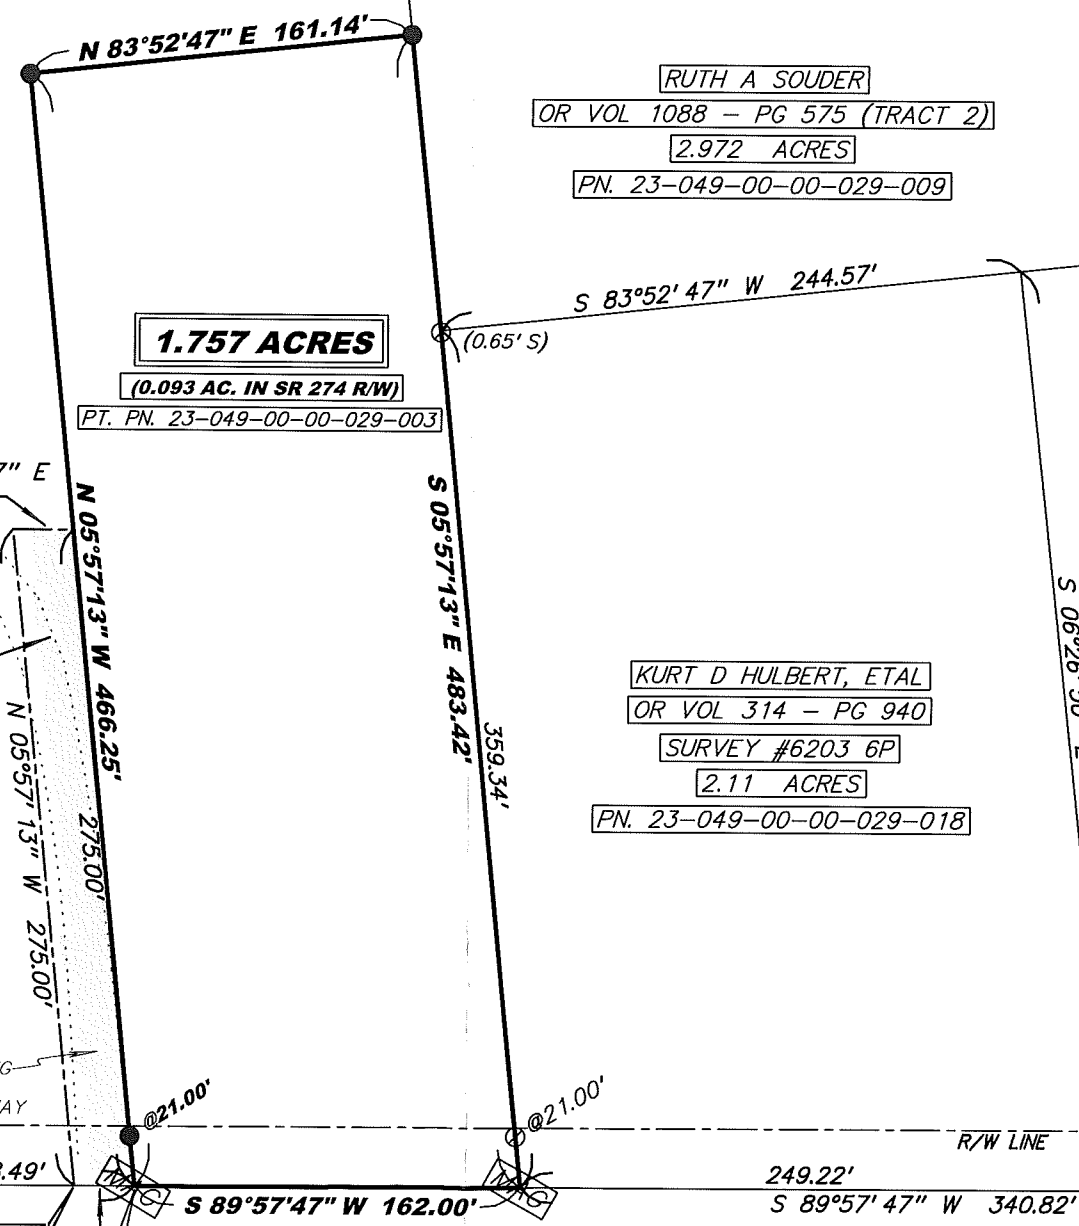 N 83°52'47" E 161.14'
RUTH A SOUDER
OR VOL 1088 – PG 575 (TRACT 2)
2.972 ACRES
PN. 23–049–00–00–029–009
S 83°52'47" W 244.57'
(0.65' S)
1.757 ACRES
(0.093 AC. IN SR 274 R/W)
PT. PN. 23–049–00–00–029–003
7" E
N 05°57'13" W 466.25'
S 05°57'13" E 483.42'
359.34'
KURT D HULBERT, ETAL
OR VOL 314 – PG 940
SURVEY #6203 6P
2.11 ACRES
PN. 23–049–00–00–029–018
N 05°57'13" W 275.00'
275.00'
G
AY
@21.00'
@21.00'
R/W LINE
.49'
249.22'
S 89°57'47" W 162.00'
S 89°57'47" W 340.82'